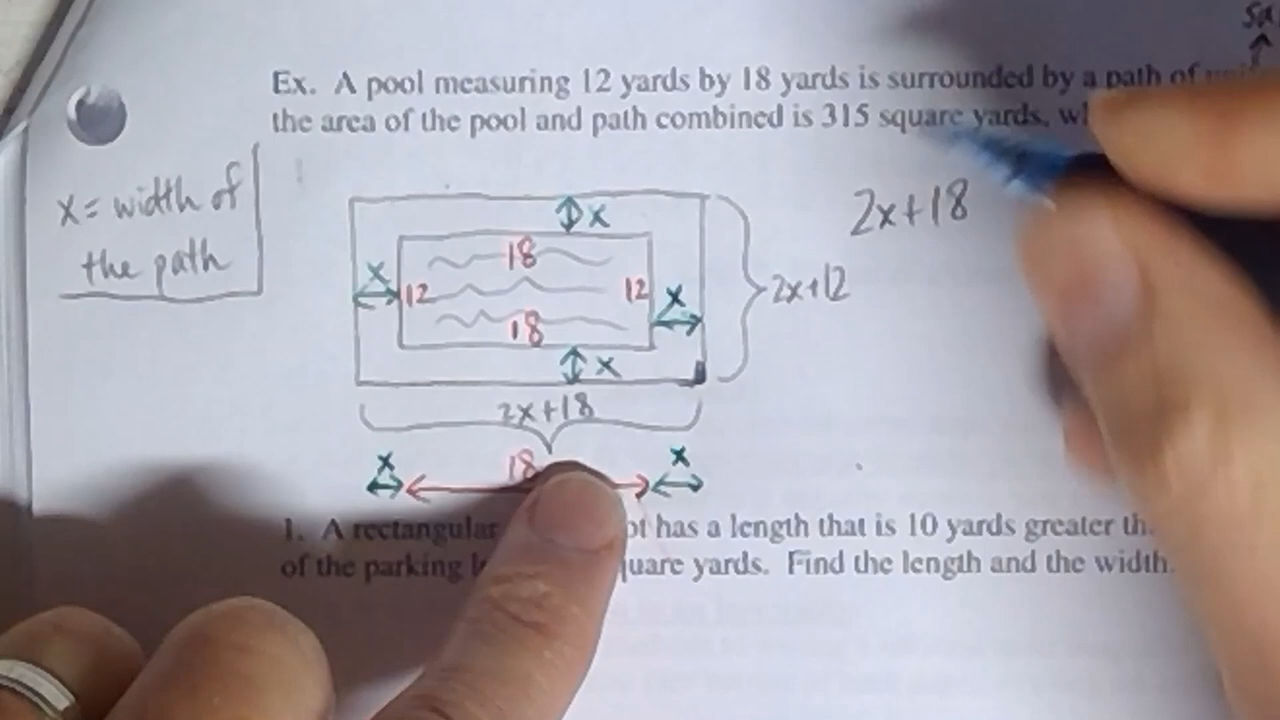 sq
Ex. A pool measuring 12 yards by 18 yards is surrounded by a path of
the area of the pool and path combined is 315 square yards,
x = width of
the path
2x+18
x
18
x
12
12
x
2x+12
18
x
2x+18
x
18
x
1. A rectangular has a length that is 10 yards greater
of the parking square yards. Find the length and the width.